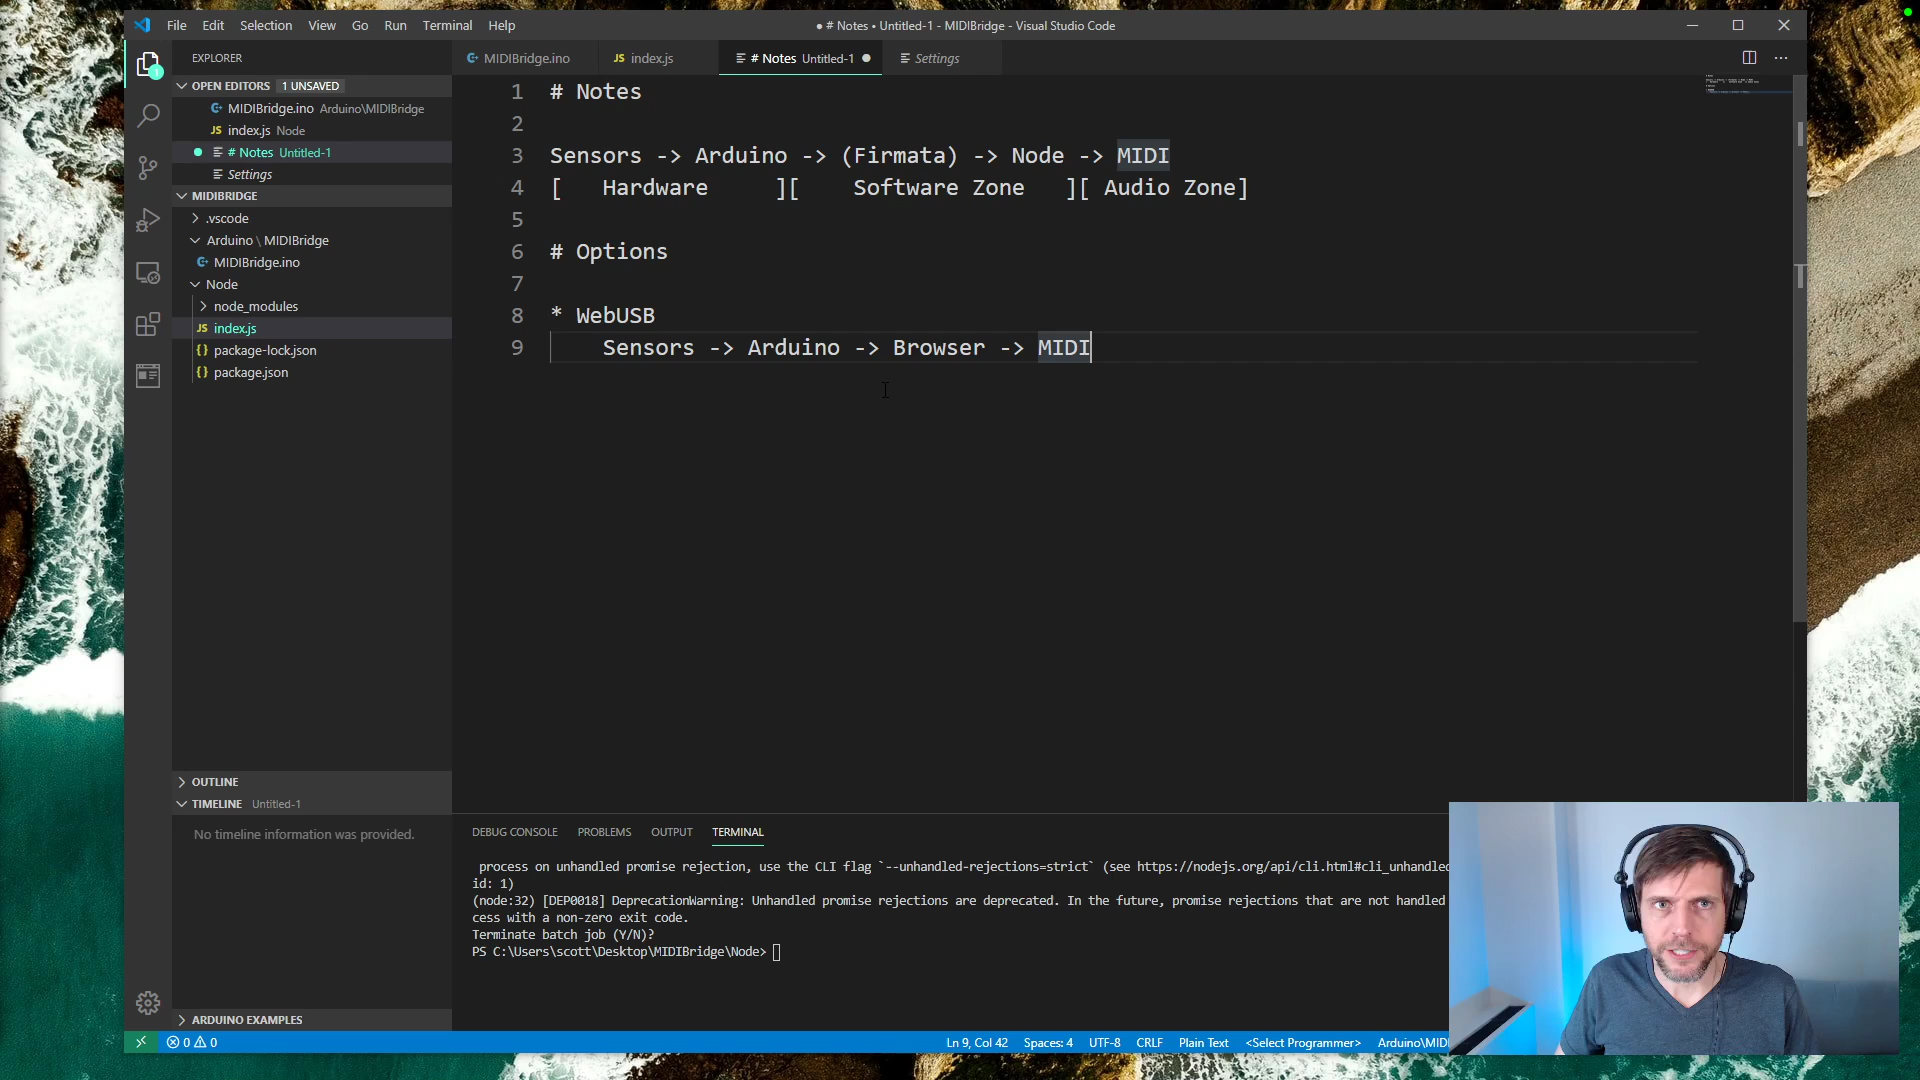 File Edit Selection View Go Run Terminal Help
● # Notes • Untitled-1 - MIDIBridge - Visual Studio Code
EXPLORER
MIDIBridge.ino
JS index.js
# Notes Untitled-1 ●
Settings
OPEN EDITORS 1 UNSAVED
MIDIBridge.ino Arduino\MIDIBridge
JS index.js Node
# Notes Untitled-1
Settings
MIDIBRIDGE
.vscode
Arduino \ MIDIBridge
MIDIBridge.ino
Node
node_modules
JS index.js
{} package-lock.json
{} package.json
1 # Notes
2
3 Sensors -> Arduino -> (Firmata) -> Node -> MIDI
4 [   Hardware     ][    Software Zone   ][ Audio Zone]
5
6 # Options
7
8 * WebUSB
9     Sensors -> Arduino -> Browser -> MIDI
OUTLINE
TIMELINE Untitled-1
No timeline information was provided.
ARDUINO EXAMPLES
DEBUG CONSOLE PROBLEMS OUTPUT TERMINAL
process on unhandled promise rejection, use the CLI flag `--unhandled-rejections=strict` (see https://nodejs.org/api/cli.html#cli_unhandled
id: 1)
(node:32) [DEP0018] DeprecationWarning: Unhandled promise rejections are deprecated. In the future, promise rejections that are not handled
cess with a non-zero exit code.
Terminate batch job (Y/N)?
PS C:\Users\scott\Desktop\MIDIBridge\Node>
0 0
Ln 9, Col 42 Spaces: 4 UTF-8 CRLF Plain Text <Select Programmer> Arduino\MID